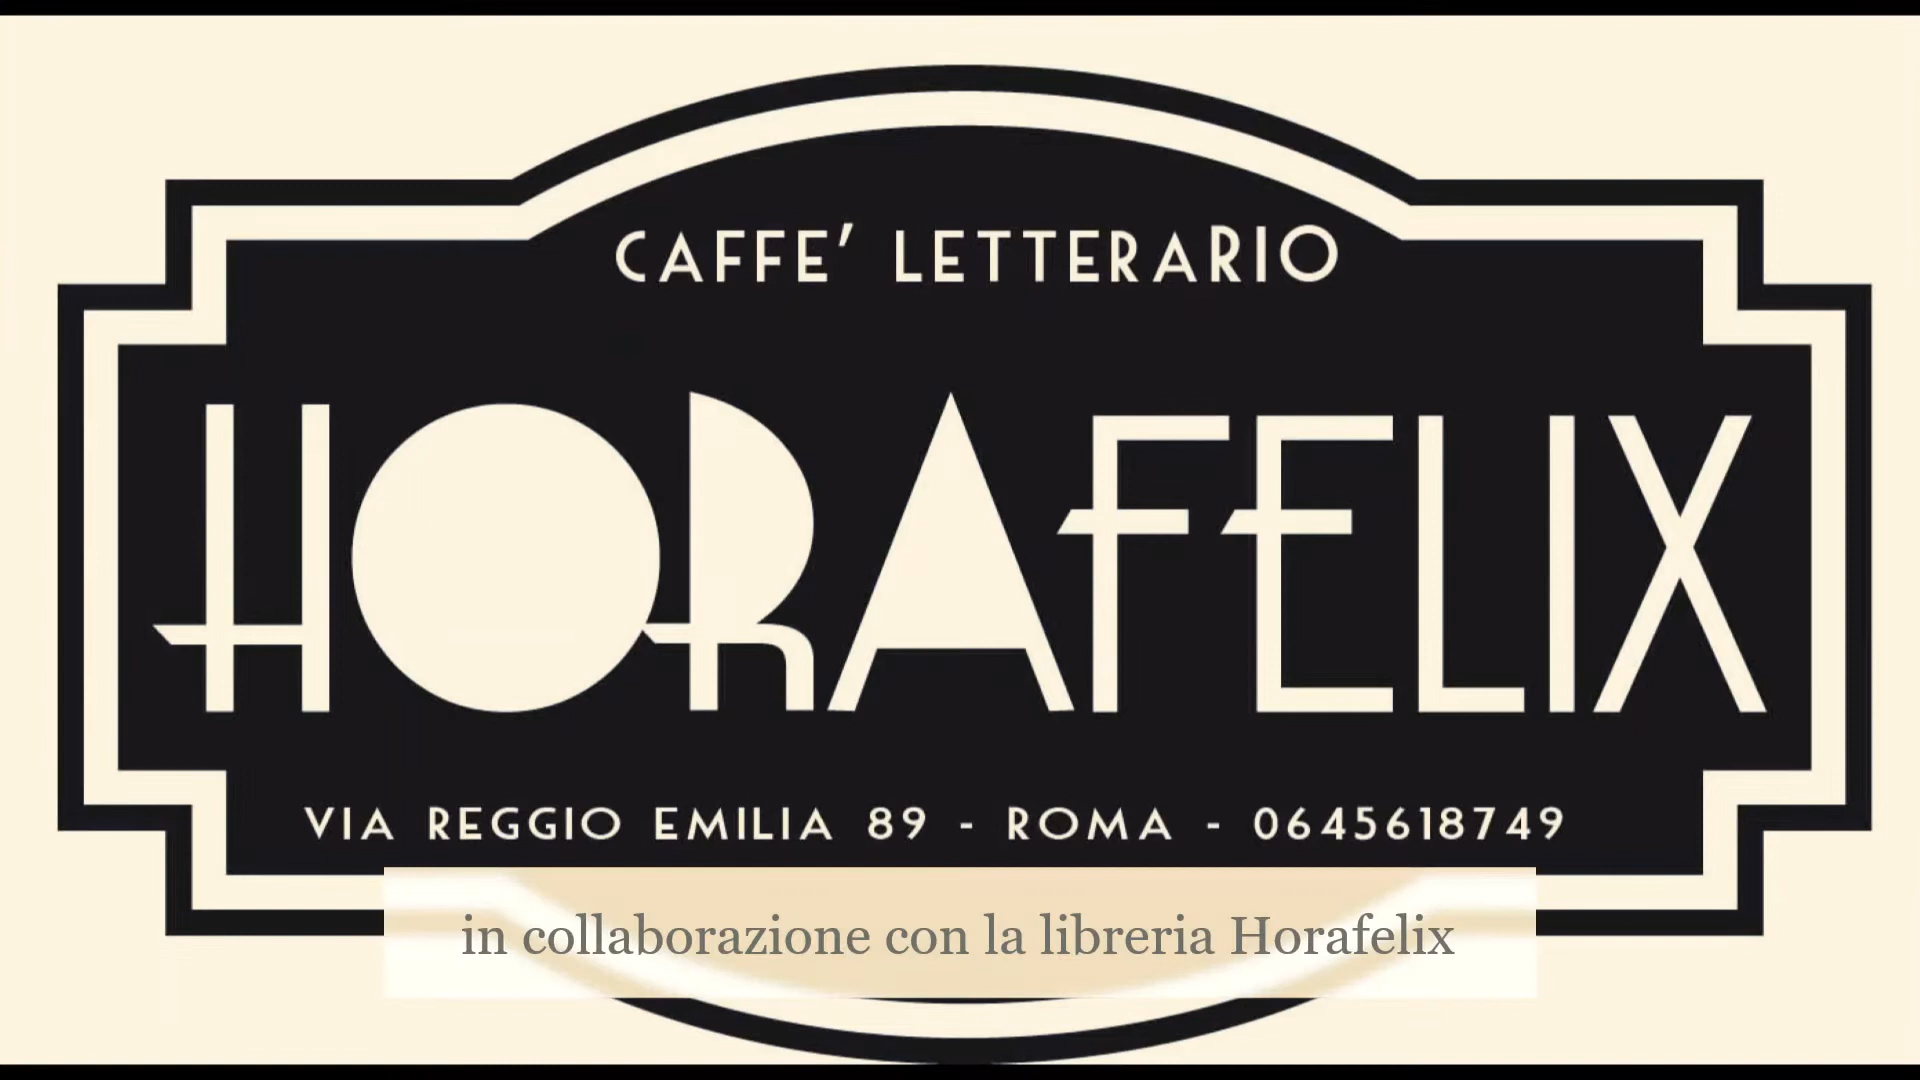 CAFFE' LETTERARIO
HORAFELIX
VIA REGGIO EMILIA 89 - ROMA - 0645618749
in collaborazione con la libreria Horafelix